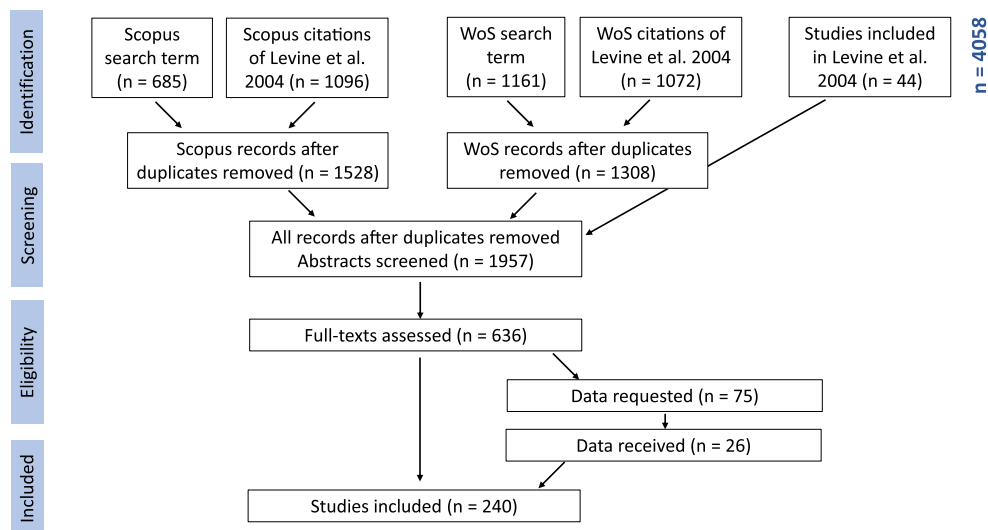 Identification
Scopus
search term
(n = 685)
Scopus citations
of Levine et al.
2004 (n = 1096)
WoS search
term
(n = 1161)
WoS citations of
Levine et al. 2004
(n = 1072)
Studies included
in Levine et al.
2004 (n = 44)
n = 4058
Scopus records after
duplicates removed (n = 1528)
WoS records after duplicates
removed (n = 1308)
Screening
All records after duplicates removed
Abstracts screened (n = 1957)
Eligibility
Full-texts assessed (n = 636)
Data requested (n = 75)
Data received (n = 26)
Included
Studies included (n = 240)